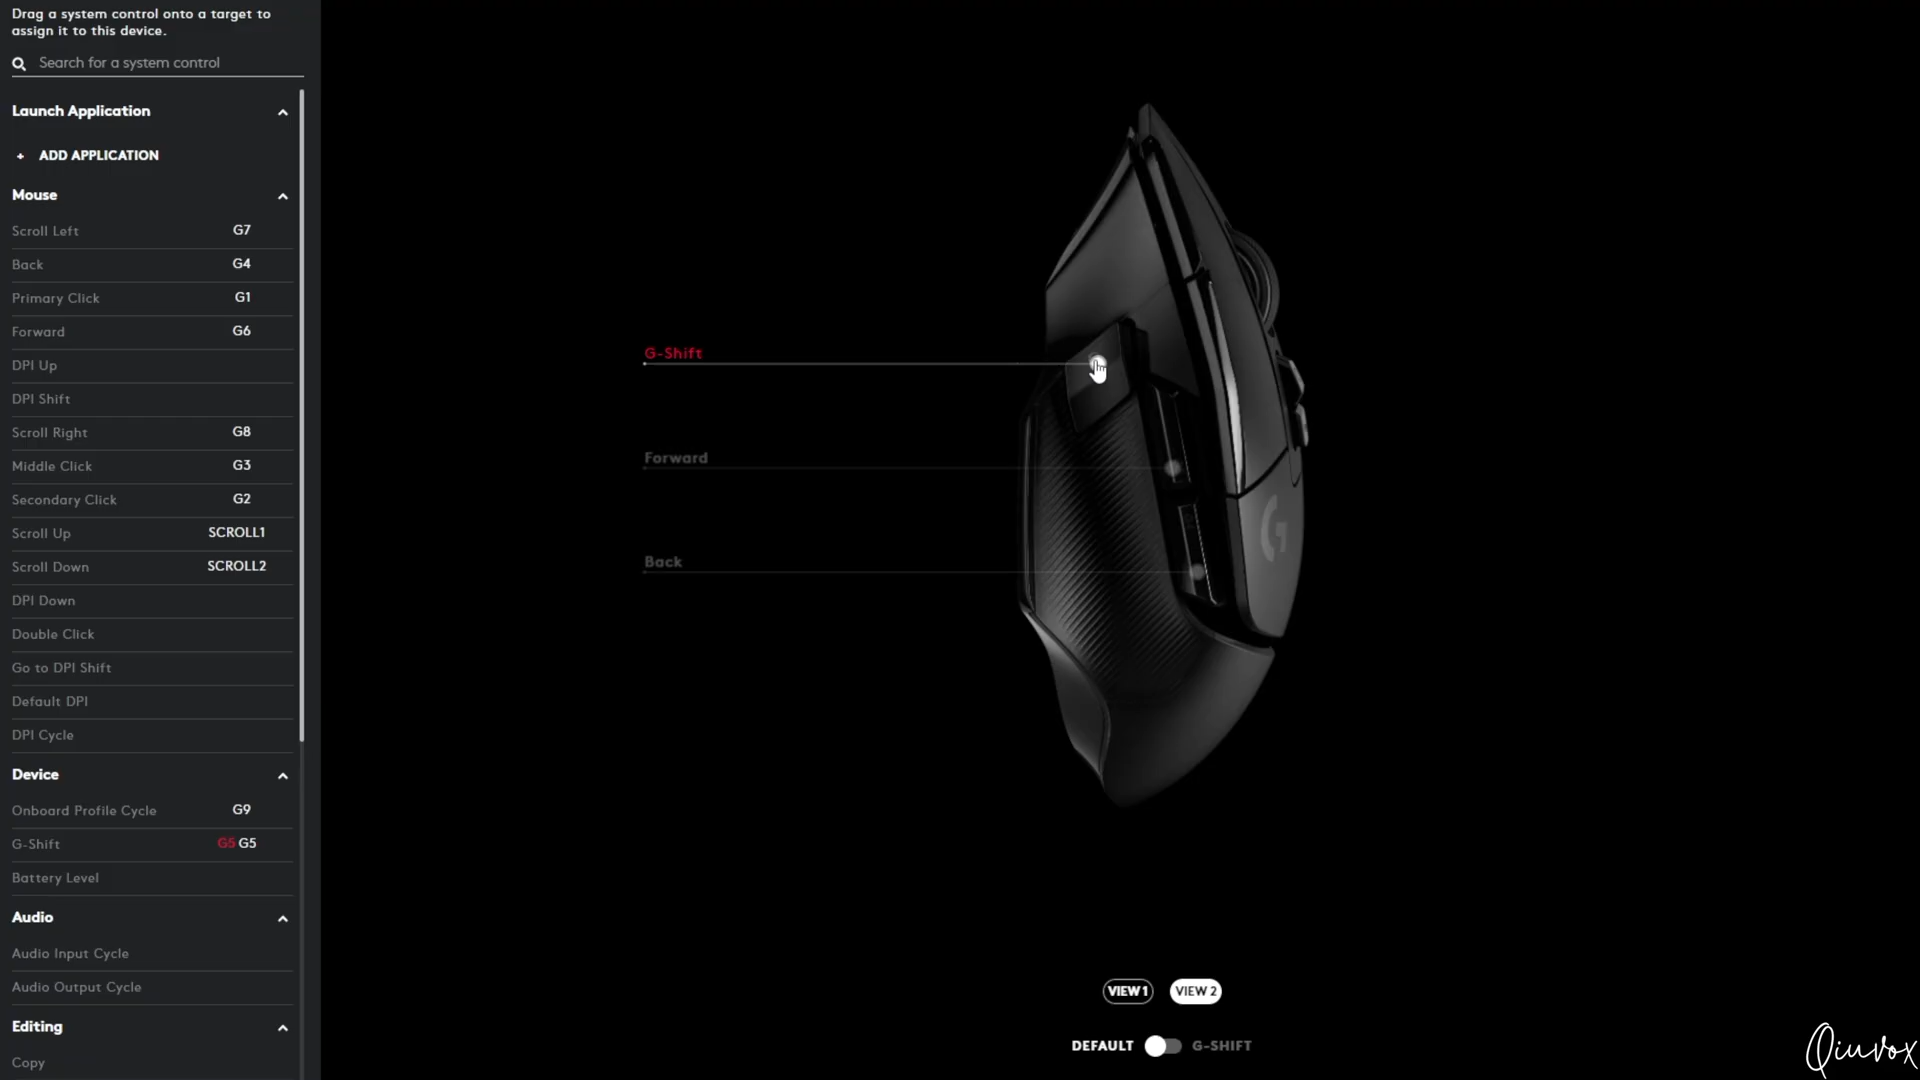 Drag a system control onto a target to
assign it to this device.
Search for a system control
Launch Application
+ ADD APPLICATION
Mouse
Scroll Left G7
Back G4
Primary Click G1
Forward G6
DPI Up
DPI Shift
Scroll Right G8
Middle Click G3
Secondary Click G2
Scroll Up SCROLL1
Scroll Down SCROLL2
DPI Down
Double Click
Go to DPI Shift
Default DPI
DPI Cycle
Device
Onboard Profile Cycle G9
G-Shift G5 G5
Battery Level
Audio
Audio Input Cycle
Audio Output Cycle
Editing
Copy
G-Shift
Forward
Back
G
VIEW 1 VIEW 2
DEFAULT G-SHIFT
Qiuvox